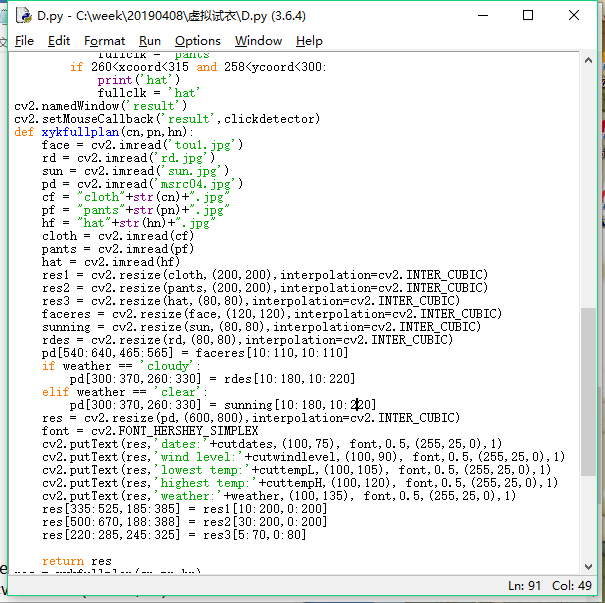 D.py - C:\week\20190408\虚拟试衣\D.py (3.6.4)
File Edit Format Run Options Window Help
fullclk = 'pants'
if 260<xcoord<315 and 258<ycoord<300:
print('hat')
fullclk = 'hat'
cv2.namedWindow('result')
cv2.setMouseCallback('result',clickdetector)
def xykfullplan(cn,pn,hn):
face = cv2.imread('tou1.jpg')
rd = cv2.imread('rd.jpg')
sun = cv2.imread('sun.jpg')
pd = cv2.imread('msrc04.jpg')
cf = "cloth"+str(cn)+".jpg"
pf = "pants"+str(pn)+".jpg"
hf = "hat"+str(hn)+".jpg"
cloth = cv2.imread(cf)
pants = cv2.imread(pf)
hat = cv2.imread(hf)
res1 = cv2.resize(cloth,(200,200),interpolation=cv2.INTER_CUBIC)
res2 = cv2.resize(pants,(200,200),interpolation=cv2.INTER_CUBIC)
res3 = cv2.resize(hat,(80,80),interpolation=cv2.INTER_CUBIC)
faceres = cv2.resize(face,(120,120),interpolation=cv2.INTER_CUBIC)
sunning = cv2.resize(sun,(80,80),interpolation=cv2.INTER_CUBIC)
rdes = cv2.resize(rd,(80,80),interpolation=cv2.INTER_CUBIC)
pd[540:640,465:565] = faceres[10:110,10:110]
if weather == 'cloudy':
pd[300:370,260:330] = rdes[10:180,10:220]
elif weather == 'clear':
pd[300:370,260:330] = sunning[10:180,10:220]
res = cv2.resize(pd,(600,800),interpolation=cv2.INTER_CUBIC)
font = cv2.FONT_HERSHEY_SIMPLEX
cv2.putText(res,'dates:'+cutdates,(100,75), font,0.5,(255,25,0),1)
cv2.putText(res,'wind level:'+cutwindlevel,(100,90), font,0.5,(255,25,0),1)
cv2.putText(res,'lowest temp:'+cuttempL,(100,105), font,0.5,(255,25,0),1)
cv2.putText(res,'highest temp:'+cuttempH,(100,120), font,0.5,(255,25,0),1)
cv2.putText(res,'weather:'+weather,(100,135), font,0.5,(255,25,0),1)
res[335:525,185:385] = res1[10:200,0:200]
res[500:670,188:388] = res2[30:200,0:200]
res[220:285,245:325] = res3[5:70,0:80]
return res
res = xykfullplan(cn,pn,hn)
Ln: 91 Col: 49